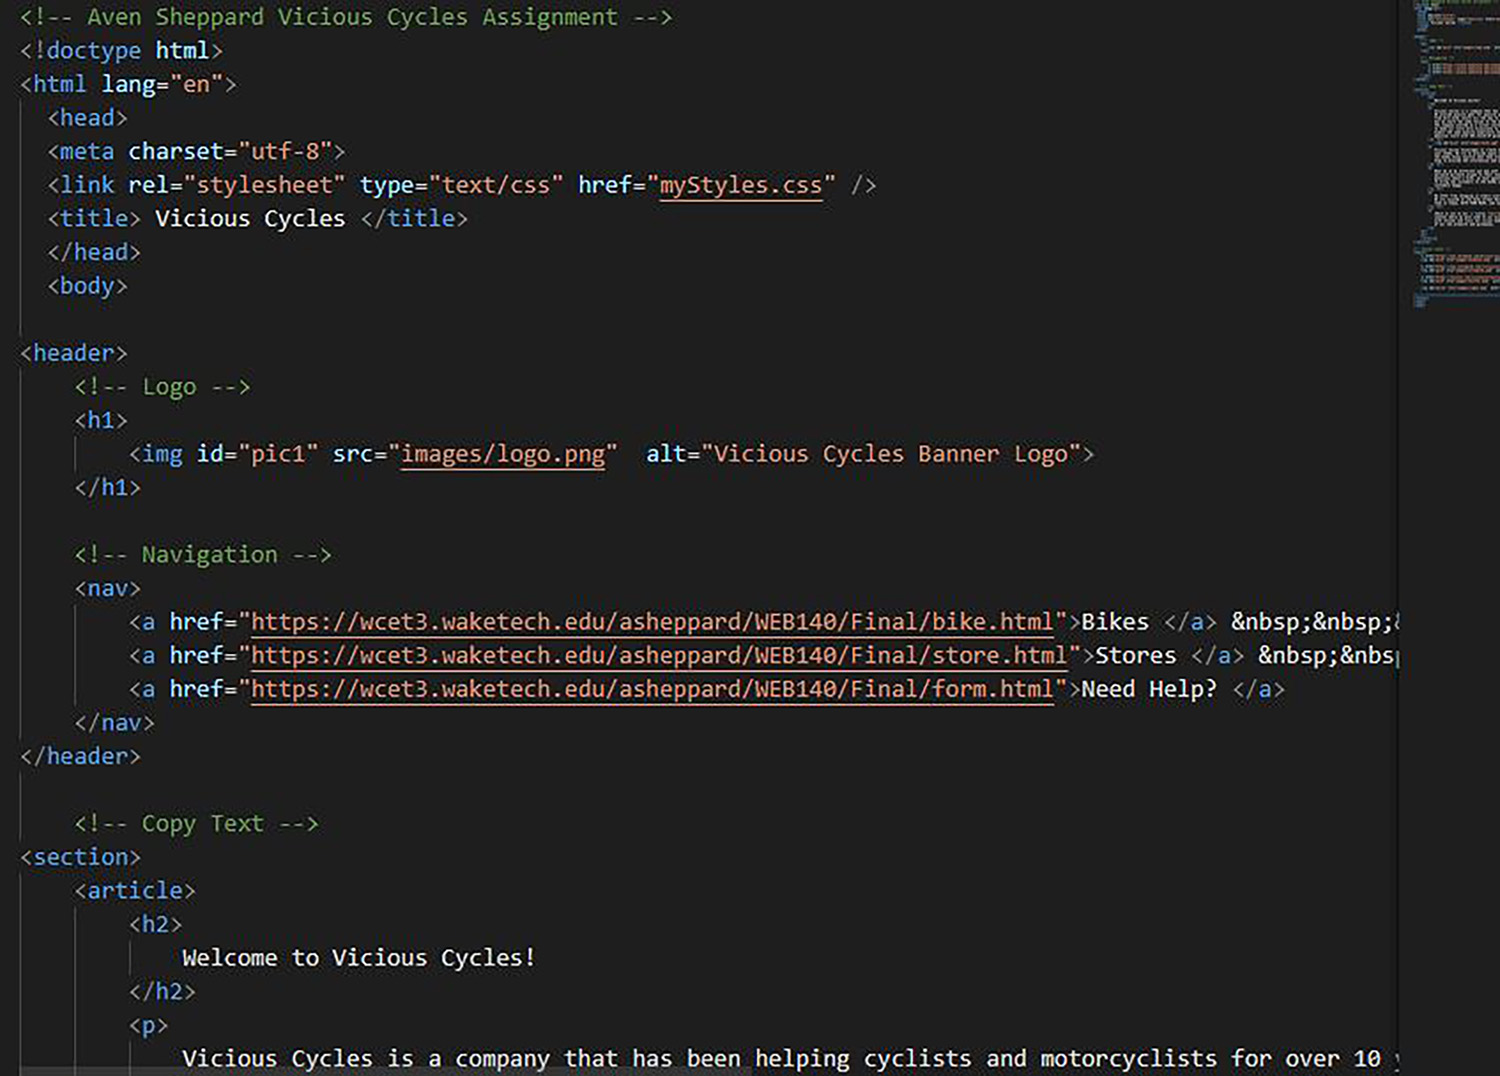 <!-- Aven Sheppard Vicious Cycles Assignment -->
<!doctype html>
<html lang="en">
<head>
<meta charset="utf-8">
<link rel="stylesheet" type="text/css" href="myStyles.css" />
<title> Vicious Cycles </title>
</head>
<body>
<header>
<!-- Logo -->
<h1>
<img id="pic1" src="images/logo.png"  alt="Vicious Cycles Banner Logo">
</h1>
<!-- Navigation -->
<nav>
<a href="https://wcet3.waketech.edu/asheppard/WEB140/Final/bike.html">Bikes </a> &nbsp;&nbsp;
<a href="https://wcet3.waketech.edu/asheppard/WEB140/Final/store.html">Stores </a> &nbsp;&nbs
<a href="https://wcet3.waketech.edu/asheppard/WEB140/Final/form.html">Need Help? </a>
</nav>
</header>
<!-- Copy Text -->
<section>
<article>
<h2>
Welcome to Vicious Cycles!
</h2>
<p>
Vicious Cycles is a company that has been helping cyclists and motorcyclists for over 10